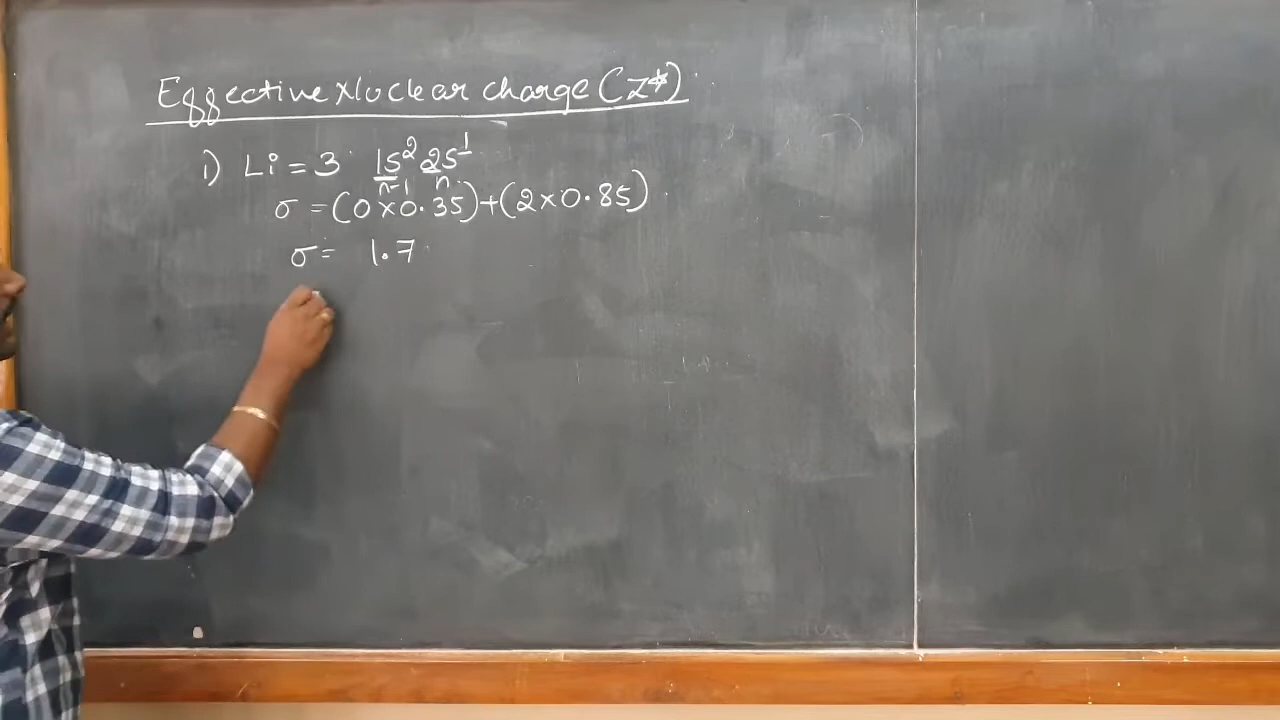 Effective Nuclear charge (Z*)
1) Li = 3 1s² 2s¹
n-1 n
σ = (0 × 0.35) + (2 × 0.85)
σ = 1.7